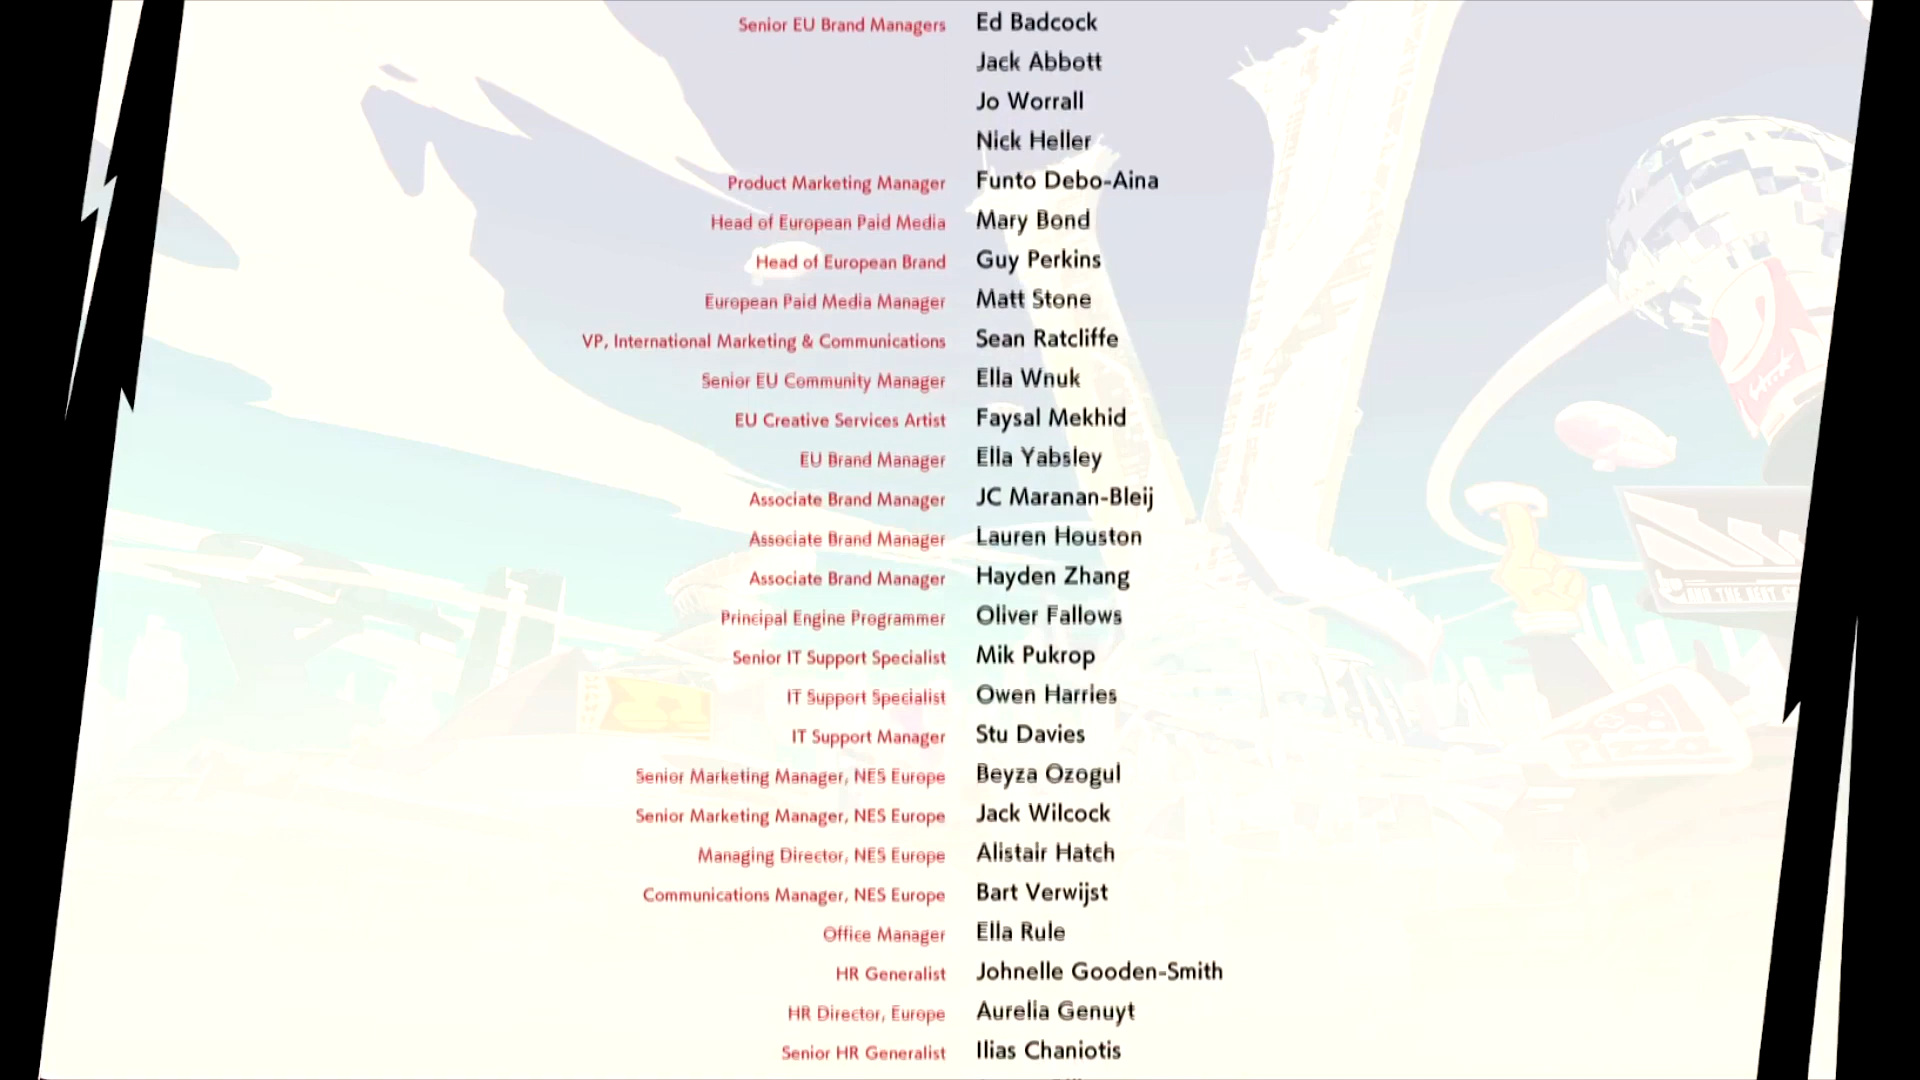 Senior EU Brand Managers Ed Badcock
Jack Abbott
Jo Worrall
Nick Heller
Product Marketing Manager Funto Debo-Aina
Head of European Paid Media Mary Bond
Head of European Brand Guy Perkins
European Paid Media Manager Matt Stone
VP, International Marketing & Communications Sean Ratcliffe
Senior EU Community Manager Ella Wnuk
EU Creative Services Artist Faysal Mekhid
EU Brand Manager Ella Yabsley
Associate Brand Manager JC Maranan-Bleij
Associate Brand Manager Lauren Houston
Associate Brand Manager Hayden Zhang
Principal Engine Programmer Oliver Fallows
Senior IT Support Specialist Mik Pukrop
IT Support Specialist Owen Harries
IT Support Manager Stu Davies
Senior Marketing Manager, NES Europe Beyza Ozogul
Senior Marketing Manager, NES Europe Jack Wilcock
Managing Director, NES Europe Alistair Hatch
Communications Manager, NES Europe Bart Verwijst
Office Manager Ella Rule
HR Generalist Johnelle Gooden-Smith
HR Director, Europe Aurelia Genuyt
Senior HR Generalist Ilias Chaniotis